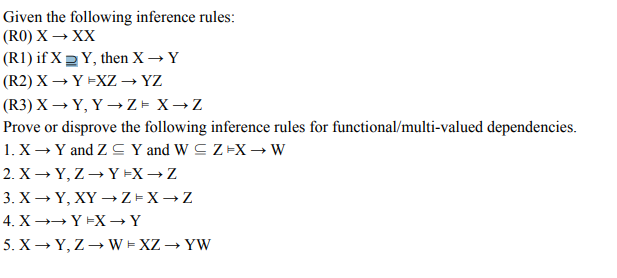 Given the following inference rules:
(R0) X → XX
(R1) if X ⊇ Y, then X → Y
(R2) X → Y ⊨XZ → YZ
(R3) X → Y, Y → Z ⊨ X → Z
Prove or disprove the following inference rules for functional/multi-valued dependencies.
1. X → Y and Z ⊆ Y and W ⊆ Z ⊨X → W
2. X → Y, Z → Y ⊨X → Z
3. X → Y, XY → Z ⊨ X → Z
4. X →→ Y ⊨X → Y
5. X → Y, Z → W ⊨ XZ → YW